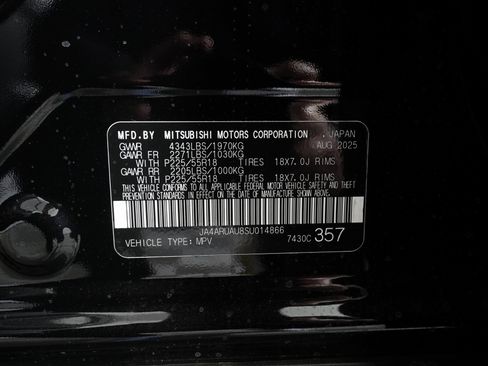 MFD.BY MITSUBISHI MOTORS CORPORATION : JAPAN
GVWR 4343LBS/1970KG AUG 2025
GAWR FR 2271LBS/1030KG
WITH P225/55R18 TIRES 18X7.0J RIMS
GAWR RR 2205LBS/1000KG
WITH P225/55R18 TIRES 18X7.0J RIMS
THIS VEHICLE CONFORMS TO ALL APPLICABLE FEDERAL MOTOR VEHICLE SAFETY AND THEFT
PREVENTION STANDARDS IN EFFECT ON THE DATE OF MANUFACTURE SHOWN ABOVE.
JA4ARUAU8SU014866
VEHICLE TYPE: MPV 7430C 357